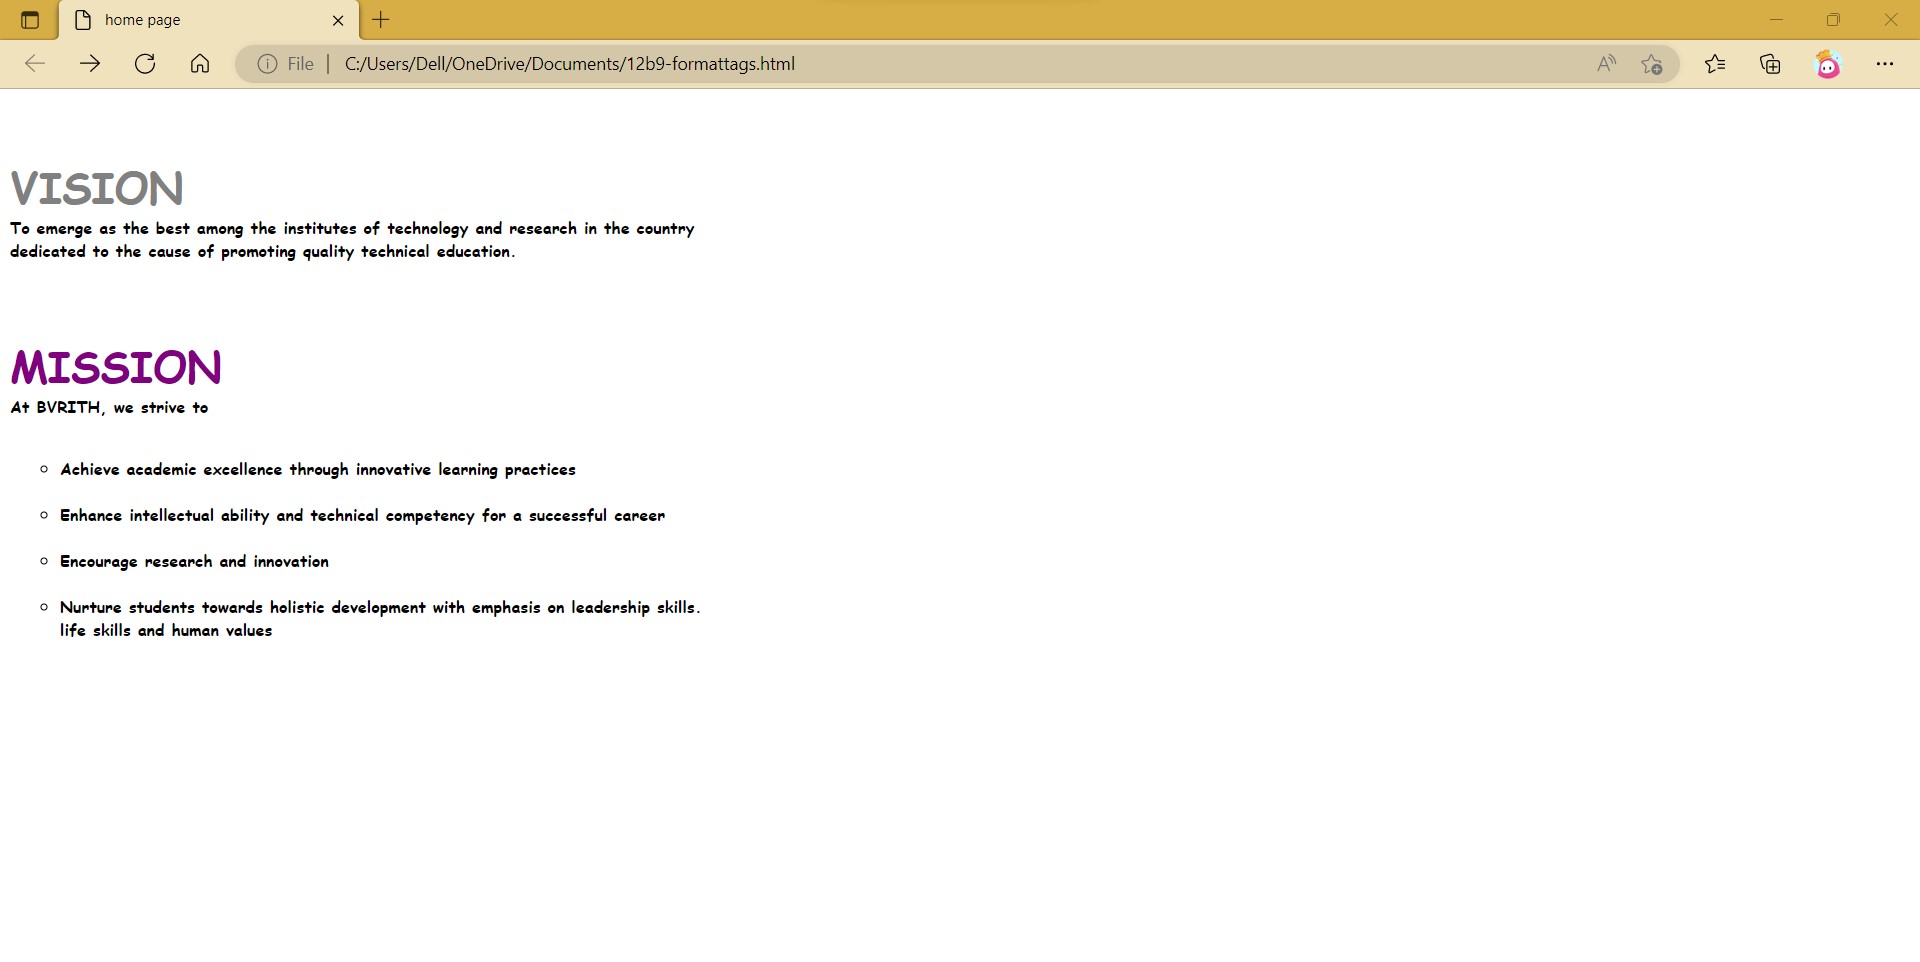 home page
File
C:/Users/Dell/OneDrive/Documents/12b9-formattags.html
VISION
To emerge as the best among the institutes of technology and research in the country
dedicated to the cause of promoting quality technical education.
MISSION
At BVRITH, we strive to
Achieve academic excellence through innovative learning practices
Enhance intellectual ability and technical competency for a successful career
Encourage research and innovation
Nurture students towards holistic development with emphasis on leadership skills.
life skills and human values